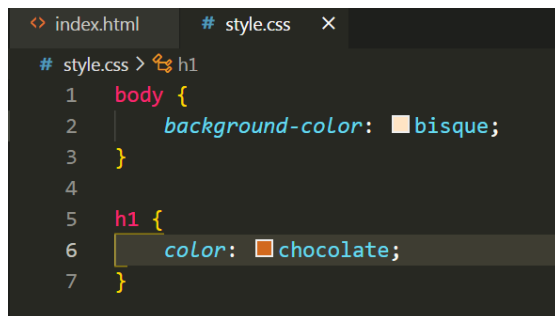 <> index.html # style.css ×
# style.css > h1
1 body {
2     background-color: bisque;
3 }
4
5 h1 {
6     color: chocolate;
7 }